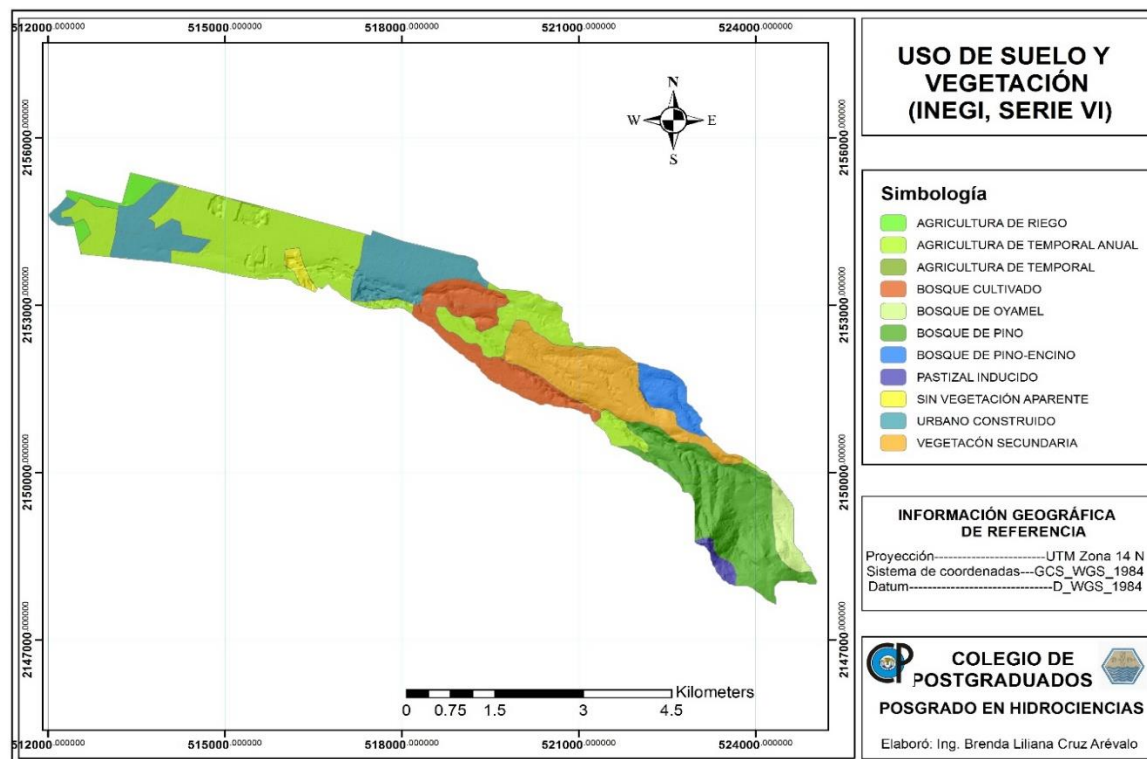 512000.000000
515000.000000
518000.000000
521000.000000
524000.000000
2156000.000000
2153000.000000
2150000.000000
2147000.000000
N
W E
S
2156000.000000
2153000.000000
2150000.000000
2147000.000000
Kilometers
0 0.75 1.5 3 4.5
512000.000000
515000.000000
518000.000000
521000.000000
524000.000000
USO DE SUELO Y
VEGETACIÓN
(INEGI, SERIE VI)
Simbología
AGRICULTURA DE RIEGO
AGRICULTURA DE TEMPORAL ANUAL
AGRICULTURA DE TEMPORAL
BOSQUE CULTIVADO
BOSQUE DE OYAMEL
BOSQUE DE PINO
BOSQUE DE PINO-ENCINO
PASTIZAL INDUCIDO
SIN VEGETACIÓN APARENTE
URBANO CONSTRUIDO
VEGETACÓN SECUNDARIA
INFORMACIÓN GEOGRÁFICA
DE REFERENCIA
Proyección-----------------------UTM Zona 14 N
Sistema de coordenadas---GCS_WGS_1984
Datum-----------------------------D_WGS_1984
CP
COLEGIO DE
POSTGRADUADOS
POSGRADO EN HIDROCIENCIAS
Elaboró: Ing. Brenda Liliana Cruz Arévalo